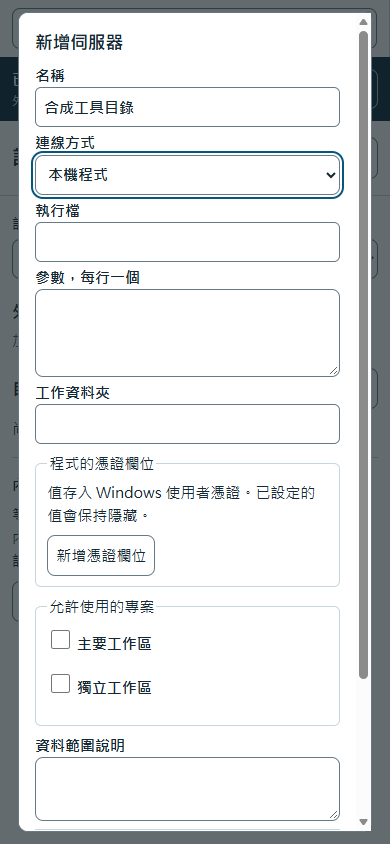 新增伺服器
名稱
合成工具目錄
連線方式
本機程式
執行檔
參數，每行一個
工作資料夾
程式的憑證欄位
值存入 Windows 使用者憑證。已設定的
值會保持隱藏。
新增憑證欄位
允許使用的專案
主要工作區
獨立工作區
資料範圍說明